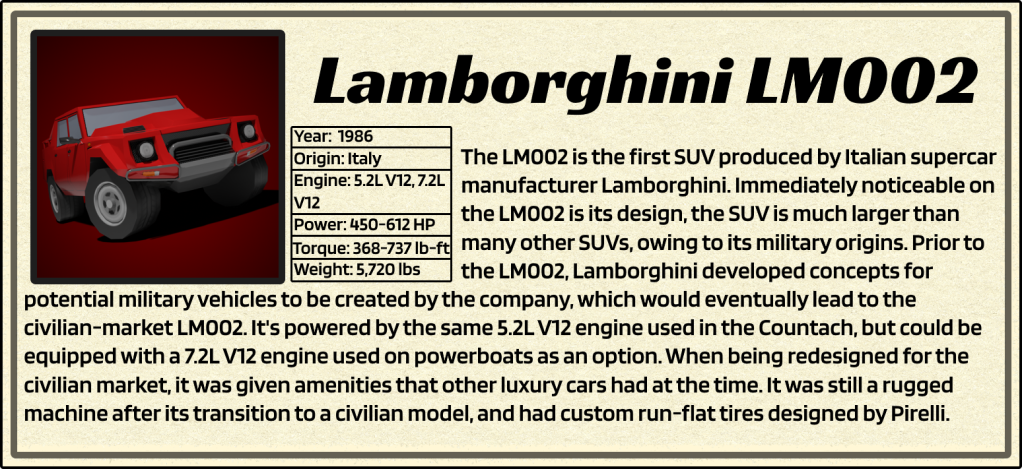 Lamborghini LM002
Year: 1986
Origin: Italy
Engine: 5.2L V12, 7.2L
V12
Power: 450-612 HP
Torque: 368-737 lb-ft
Weight: 5,720 lbs
The LM002 is the first SUV produced by Italian supercar
manufacturer Lamborghini. Immediately noticeable on
the LM002 is its design, the SUV is much larger than
many other SUVs, owing to its military origins. Prior to
the LM002, Lamborghini developed concepts for
potential military vehicles to be created by the company, which would eventually lead to the
civilian-market LM002. It's powered by the same 5.2L V12 engine used in the Countach, but could be
equipped with a 7.2L V12 engine used on powerboats as an option. When being redesigned for the
civilian market, it was given amenities that other luxury cars had at the time. It was still a rugged
machine after its transition to a civilian model, and had custom run-flat tires designed by Pirelli.